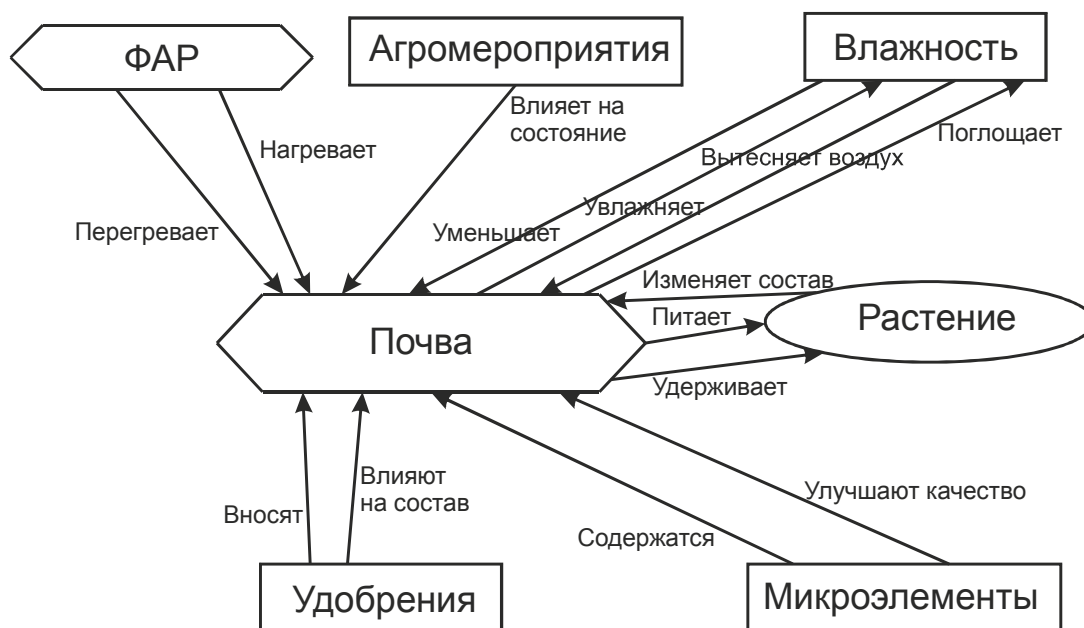 ФАР
Агромероприятия
Влажность
Влияет на
состояние
Поглощает
Нагревает
Вытесняет воздух
Увлажняет
Перегревает
Уменьшает
Изменяет состав
Питает
Растение
Почва
Удерживает
Влияют
на состав
Улучшают качество
Вносят
Содержатся
Удобрения
Микроэлементы